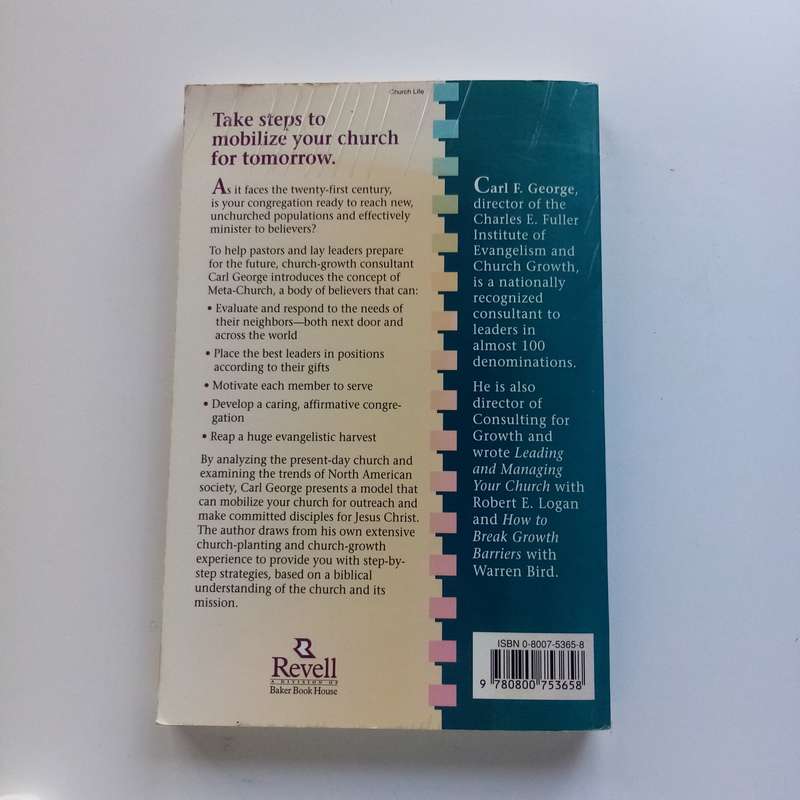 Church Life
Take steps to
mobilize your church
for tomorrow.
As it faces the twenty-first century,
is your congregation ready to reach new,
unchurched populations and effectively
minister to believers?
To help pastors and lay leaders prepare
for the future, church-growth consultant
Carl George introduces the concept of
Meta-Church, a body of believers that can:
• Evaluate and respond to the needs of
their neighbors—both next door and
across the world
• Place the best leaders in positions
according to their gifts
• Motivate each member to serve
• Develop a caring, affirmative congre-
gation
• Reap a huge evangelistic harvest
By analyzing the present-day church and
examining the trends of North American
society, Carl George presents a model that
can mobilize your church for outreach and
make committed disciples for Jesus Christ.
The author draws from his own extensive
church-planting and church-growth
experience to provide you with step-by-
step strategies, based on a biblical
understanding of the church and its
mission.
Revell
A DIVISION OF
Baker Book House
Carl F. George,
director of the
Charles E. Fuller
Institute of
Evangelism and
Church Growth,
is a nationally
recognized
consultant to
leaders in
almost 100
denominations.
He is also
director of
Consulting for
Growth and
wrote Leading
and Managing
Your Church with
Robert E. Logan
and How to
Break Growth
Barriers with
Warren Bird.
ISBN 0-8007-5365-8
9 780800 753658